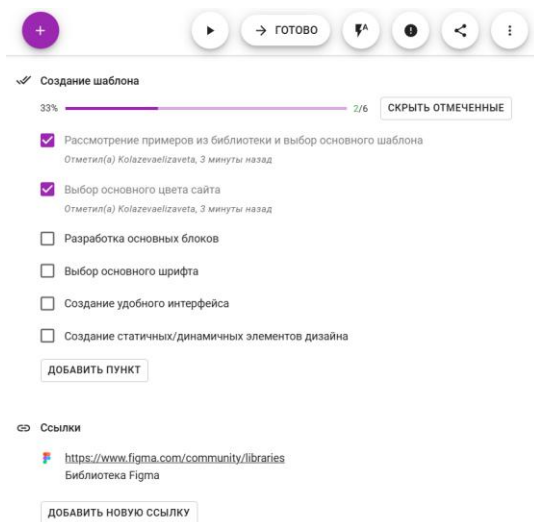 ГОТОВО
Создание шаблона
33% 2/6 СКРЫТЬ ОТМЕЧЕННЫЕ
Рассмотрение примеров из библиотеки и выбор основного шаблона
Отметил(а) Kolazevaelizaveta, 3 минуты назад
Выбор основного цвета сайта
Отметил(а) Kolazevaelizaveta, 3 минуты назад
Разработка основных блоков
Выбор основного шрифта
Создание удобного интерфейса
Создание статичных/динамичных элементов дизайна
ДОБАВИТЬ ПУНКТ
Ссылки
https://www.figma.com/community/libraries
Библиотека Figma
ДОБАВИТЬ НОВУЮ ССЫЛКУ